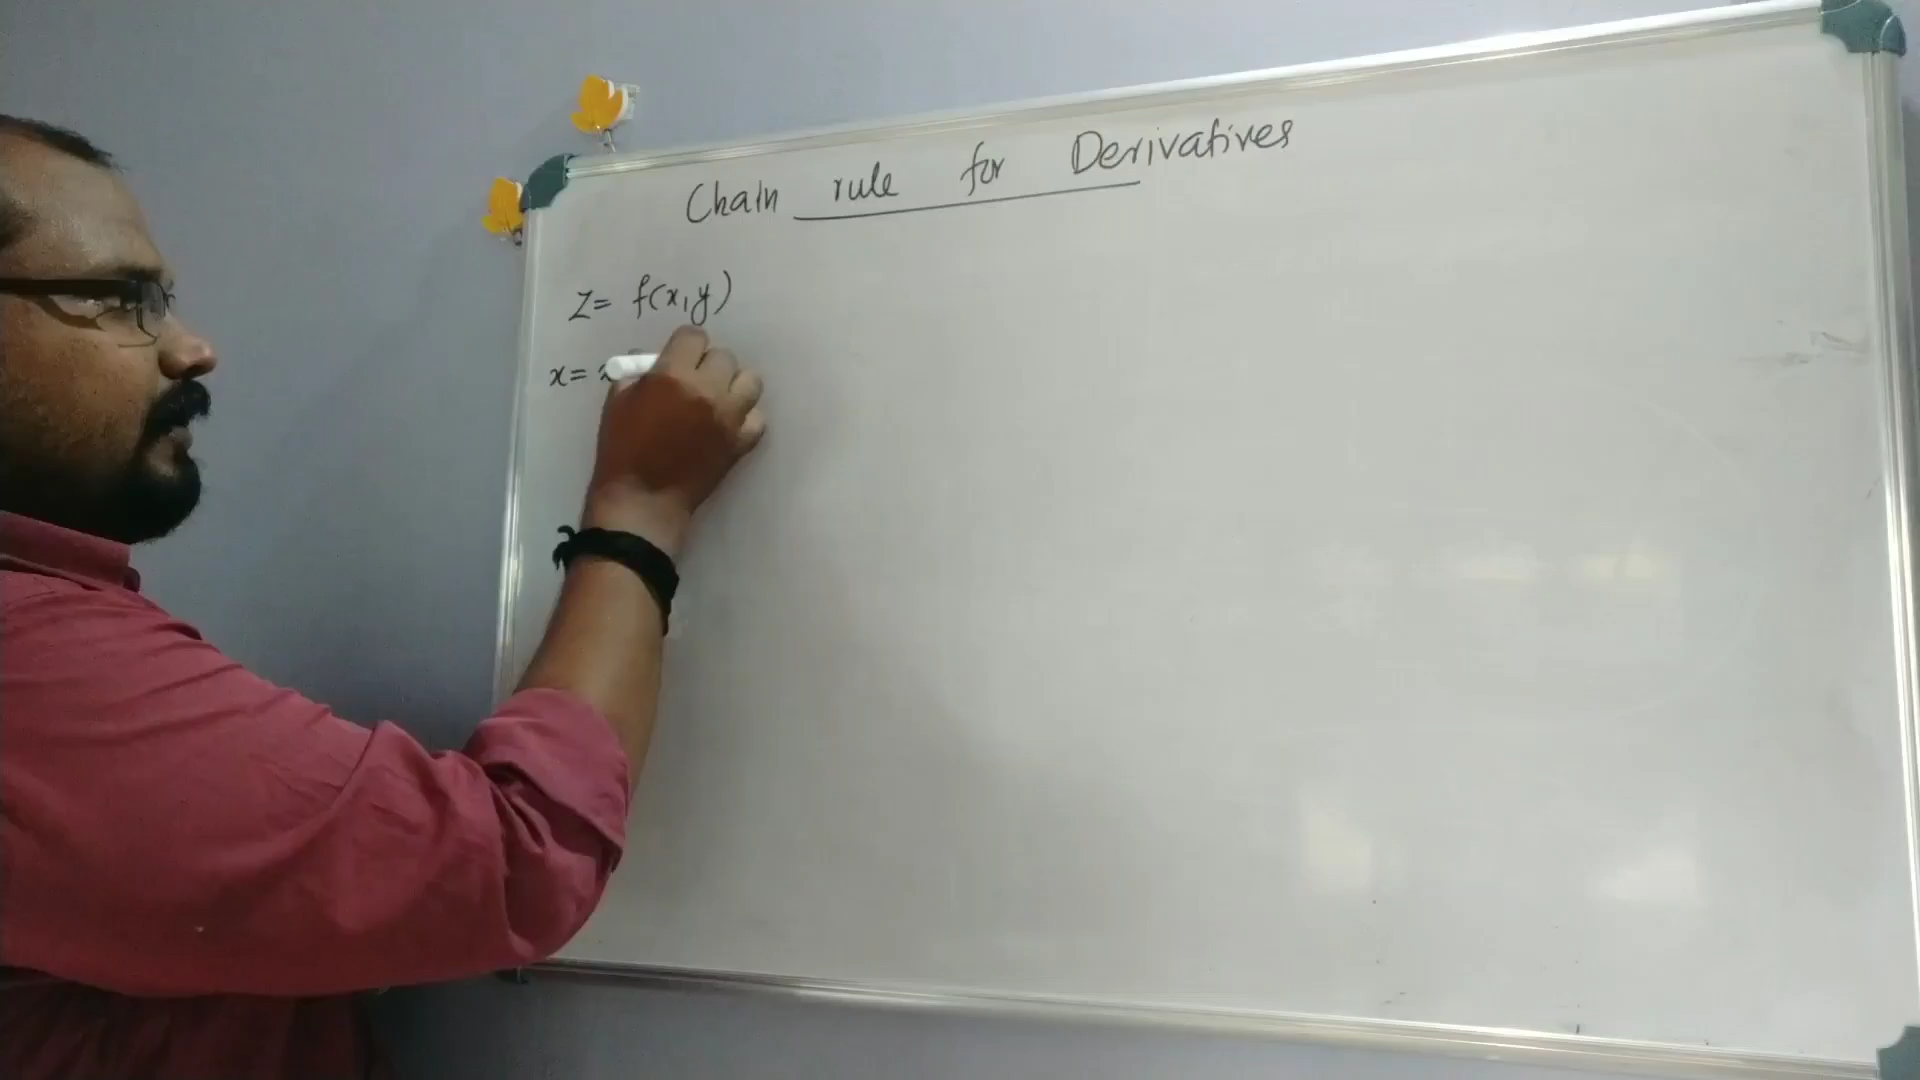 Chain rule for Derivatives
z = f(x,y)
x =